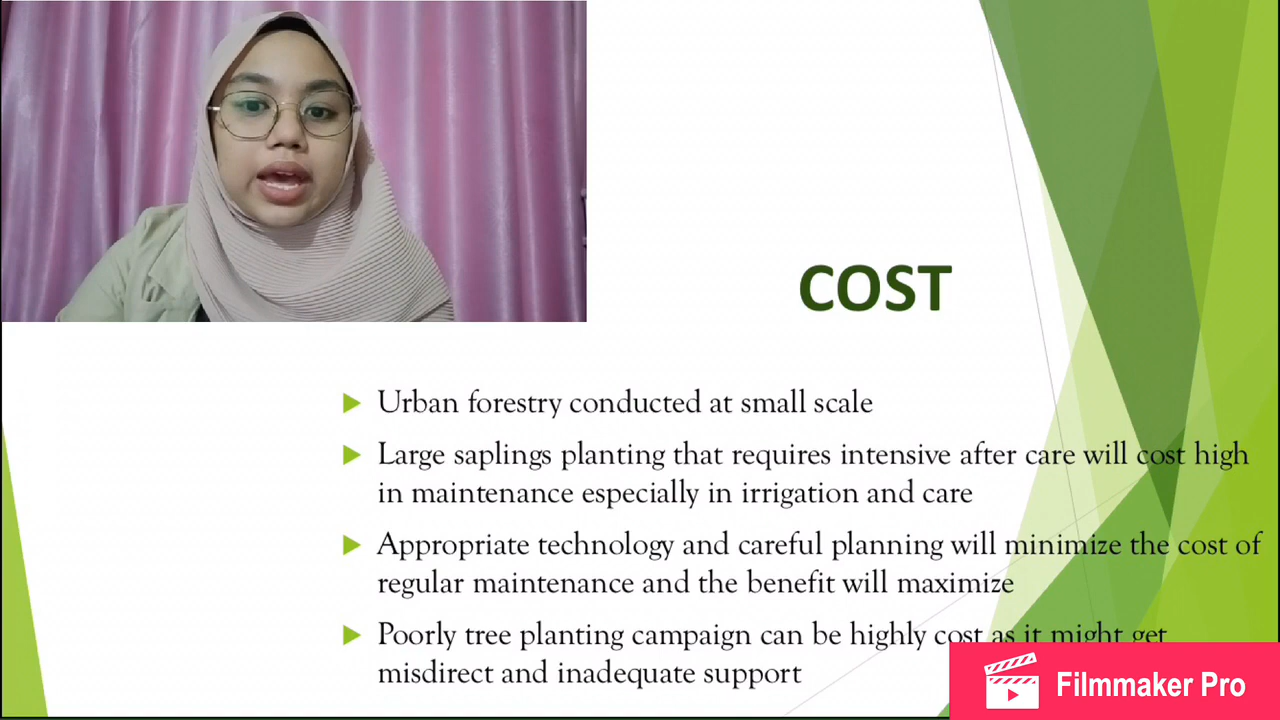 COST
Urban forestry conducted at small scale
Large saplings planting that requires intensive after care will cost high
in maintenance especially in irrigation and care
Appropriate technology and careful planning will minimize the cost of
regular maintenance and the benefit will maximize
Poorly tree planting campaign can be highly cost as it might get
misdirect and inadequate support
Filmmaker Pro